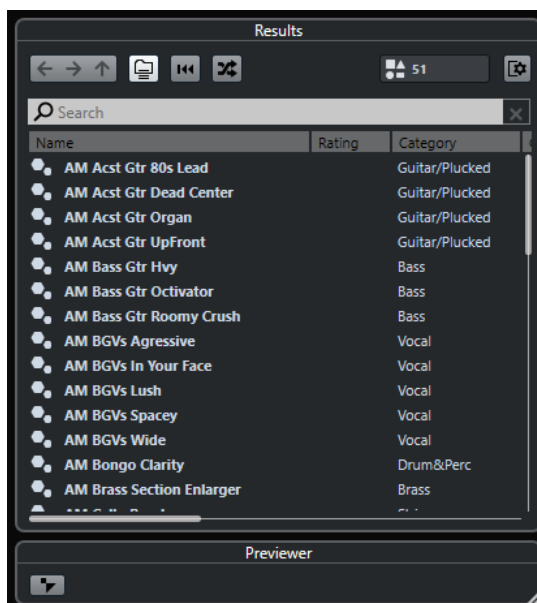 Results
51
Search
Name Rating Category
AM Acst Gtr 80s Lead Guitar/Plucked
AM Acst Gtr Dead Center Guitar/Plucked
AM Acst Gtr Organ Guitar/Plucked
AM Acst Gtr UpFront Guitar/Plucked
AM Bass Gtr Hvy Bass
AM Bass Gtr Octivator Bass
AM Bass Gtr Roomy Crush Bass
AM BGVs Agressive Vocal
AM BGVs In Your Face Vocal
AM BGVs Lush Vocal
AM BGVs Spacey Vocal
AM BGVs Wide Vocal
AM Bongo Clarity Drum&Perc
AM Brass Section Enlarger Brass
Previewer